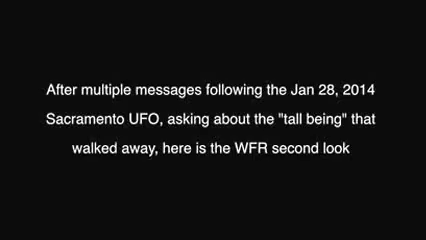 After multiple messages following the Jan 28, 2014
Sacramento UFO, asking about the "tall being" that
walked away, here is the WFR second look